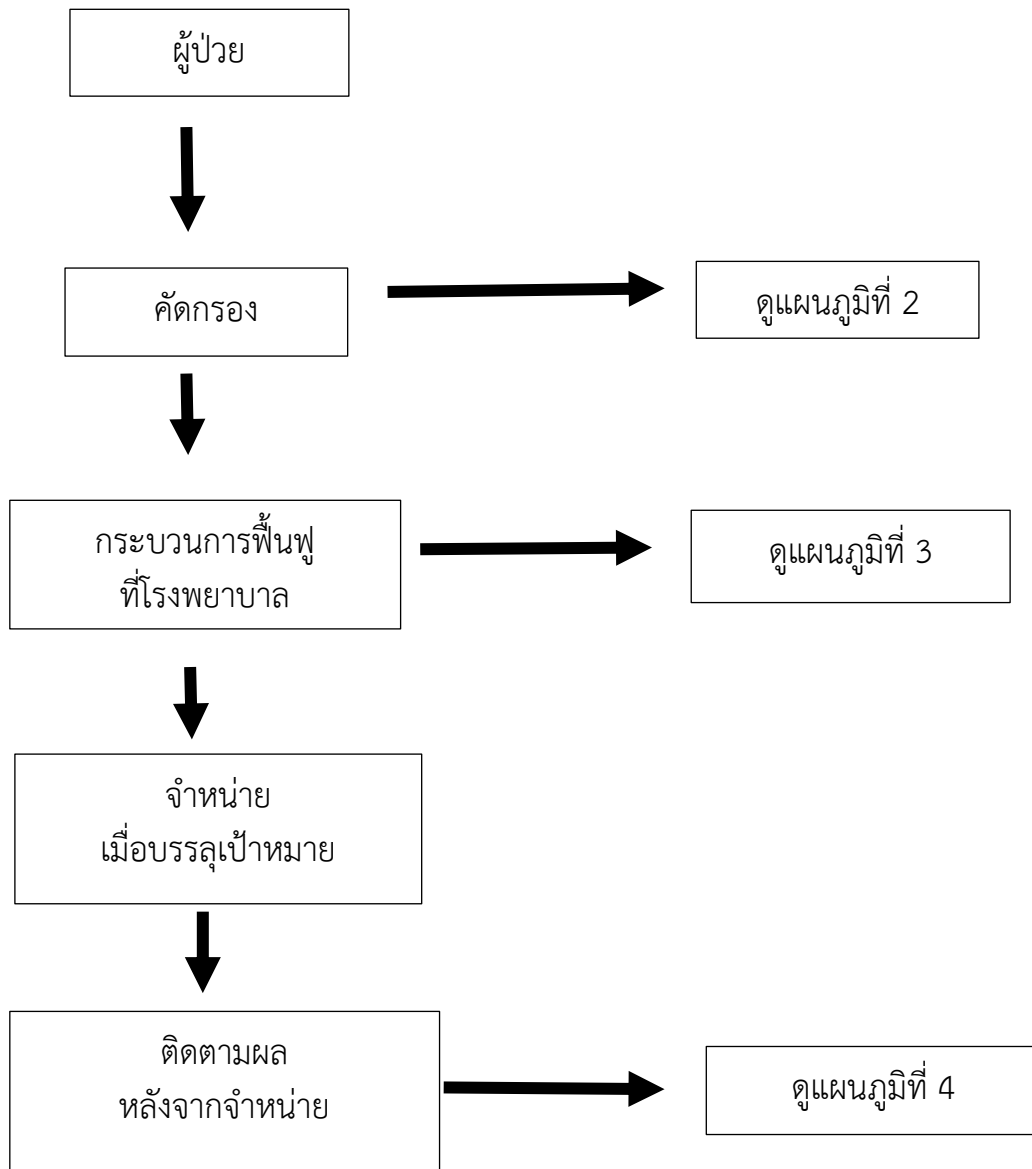 ผู้ป่วย
คัดกรอง
ดูแผนภูมิที่ 2
กระบวนการฟื้นฟู
ที่โรงพยาบาล
ดูแผนภูมิที่ 3
จำหน่าย
เมื่อบรรลุเป้าหมาย
ติดตามผล
หลังจากจำหน่าย
ดูแผนภูมิที่ 4